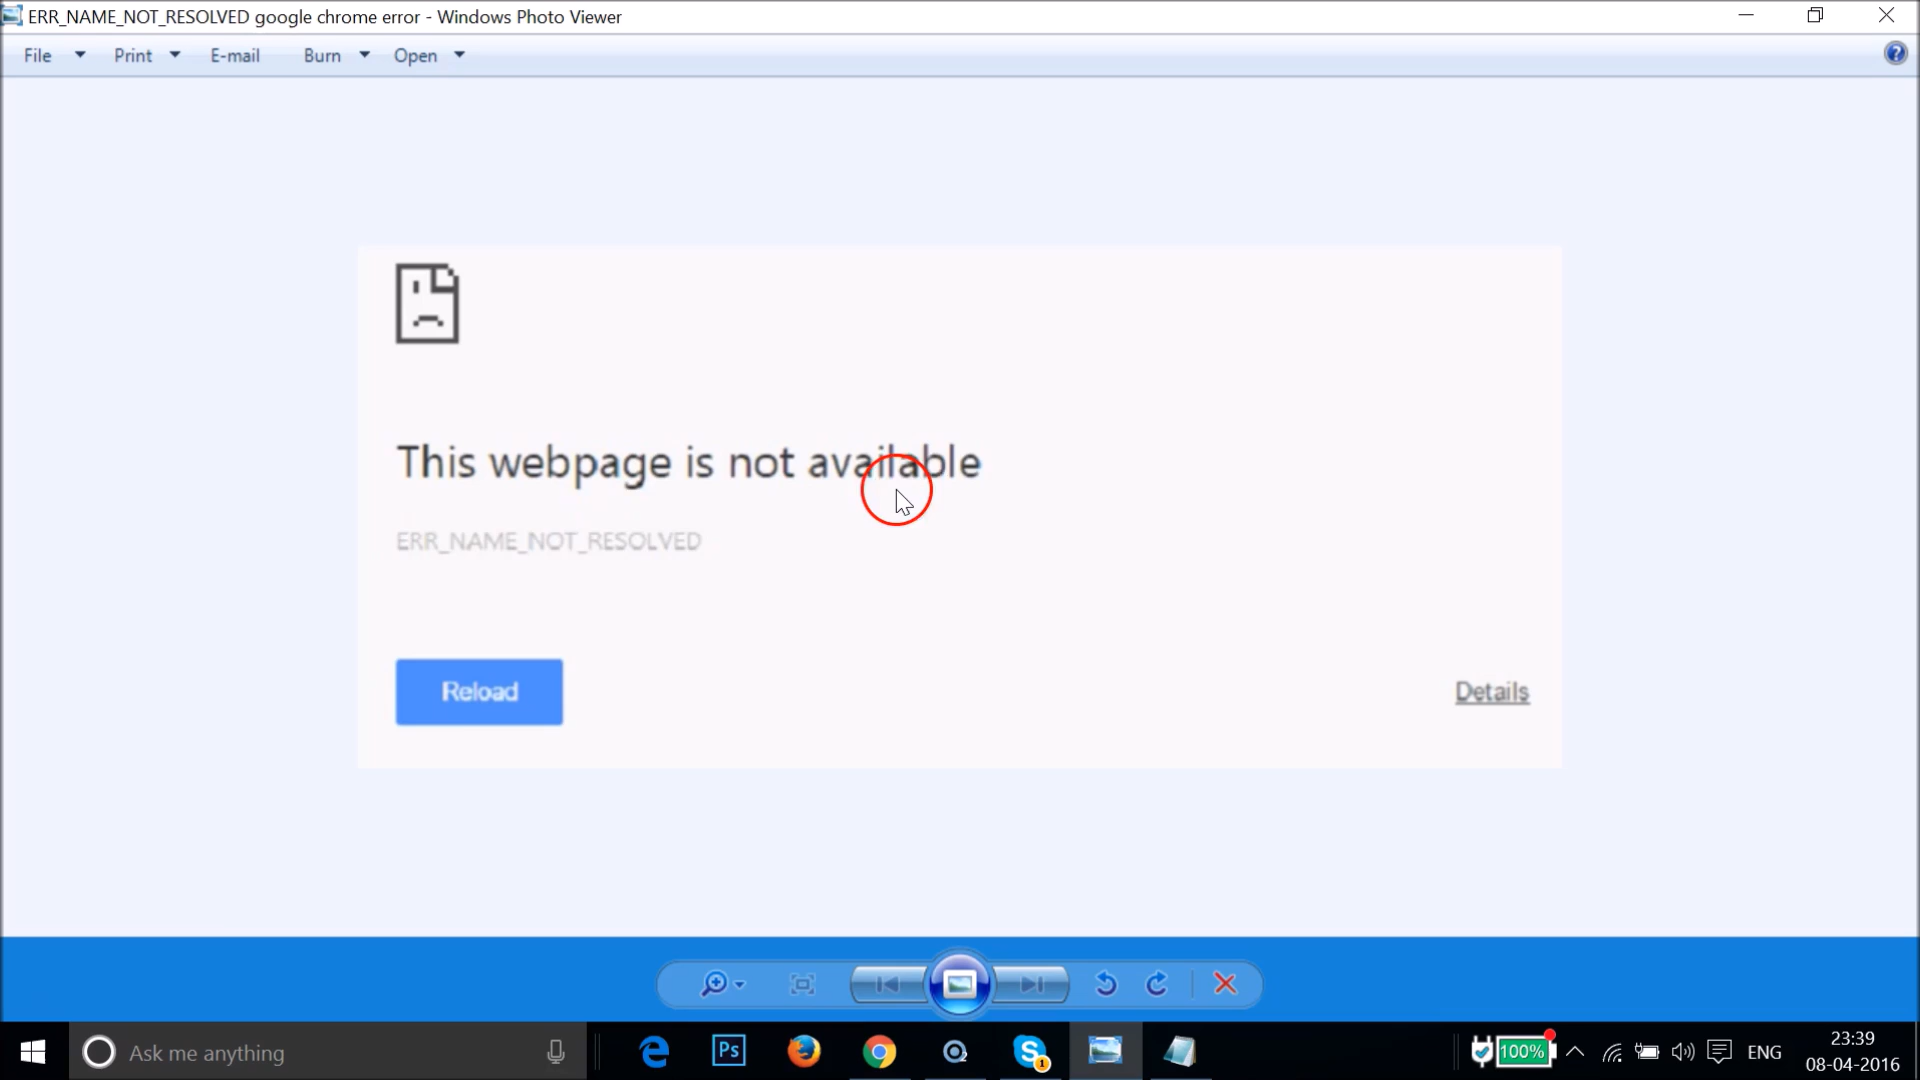 ERR_NAME_NOT_RESOLVED google chrome error - Windows Photo Viewer
File Print E-mail Burn Open
This webpage is not available
ERR_NAME_NOT_RESOLVED
Reload Details
Ask me anything
Ps
1
100%
ENG
23:39
08-04-2016